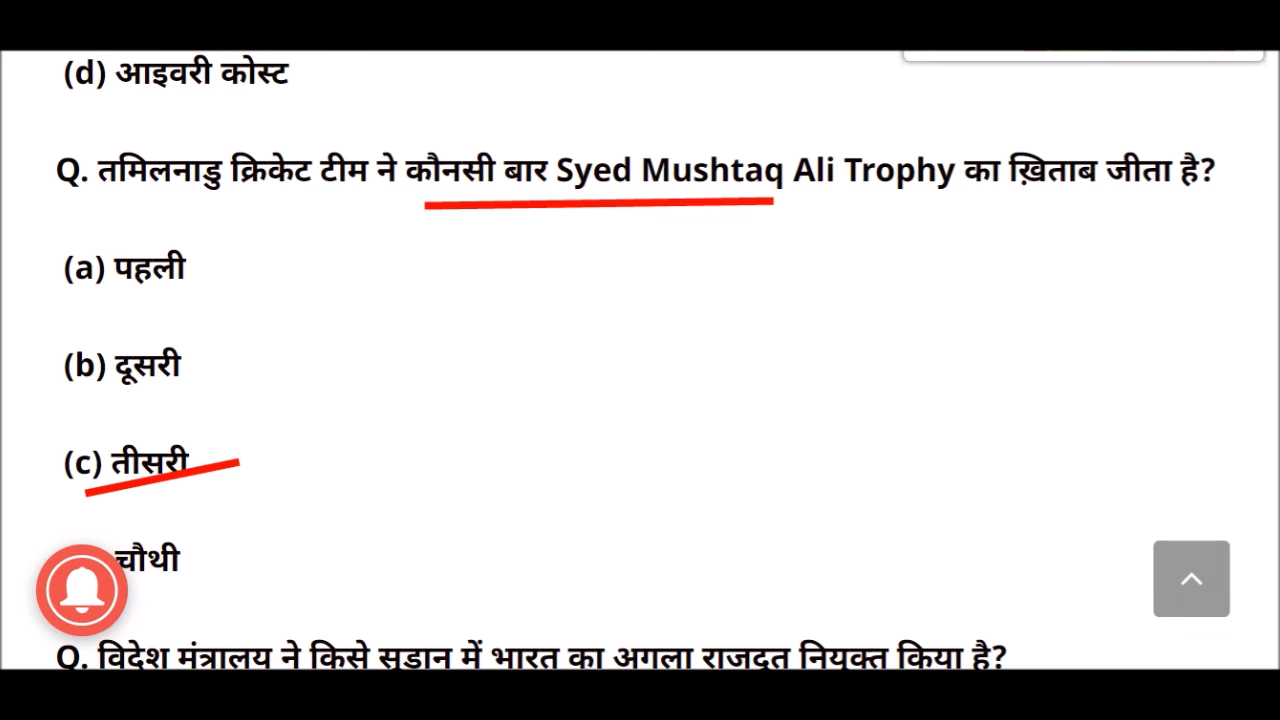 (d) आइवरी कोस्ट
Q. तमिलनाडु क्रिकेट टीम ने कौनसी बार Syed Mushtaq Ali Trophy का ख़िताब जीता है?
(a) पहली
(b) दूसरी
(c) तीसरी
चौथी
Q. विदेश मंत्रालय ने किसे सूडान में भारत का अगला राजदूत नियुक्त किया है?